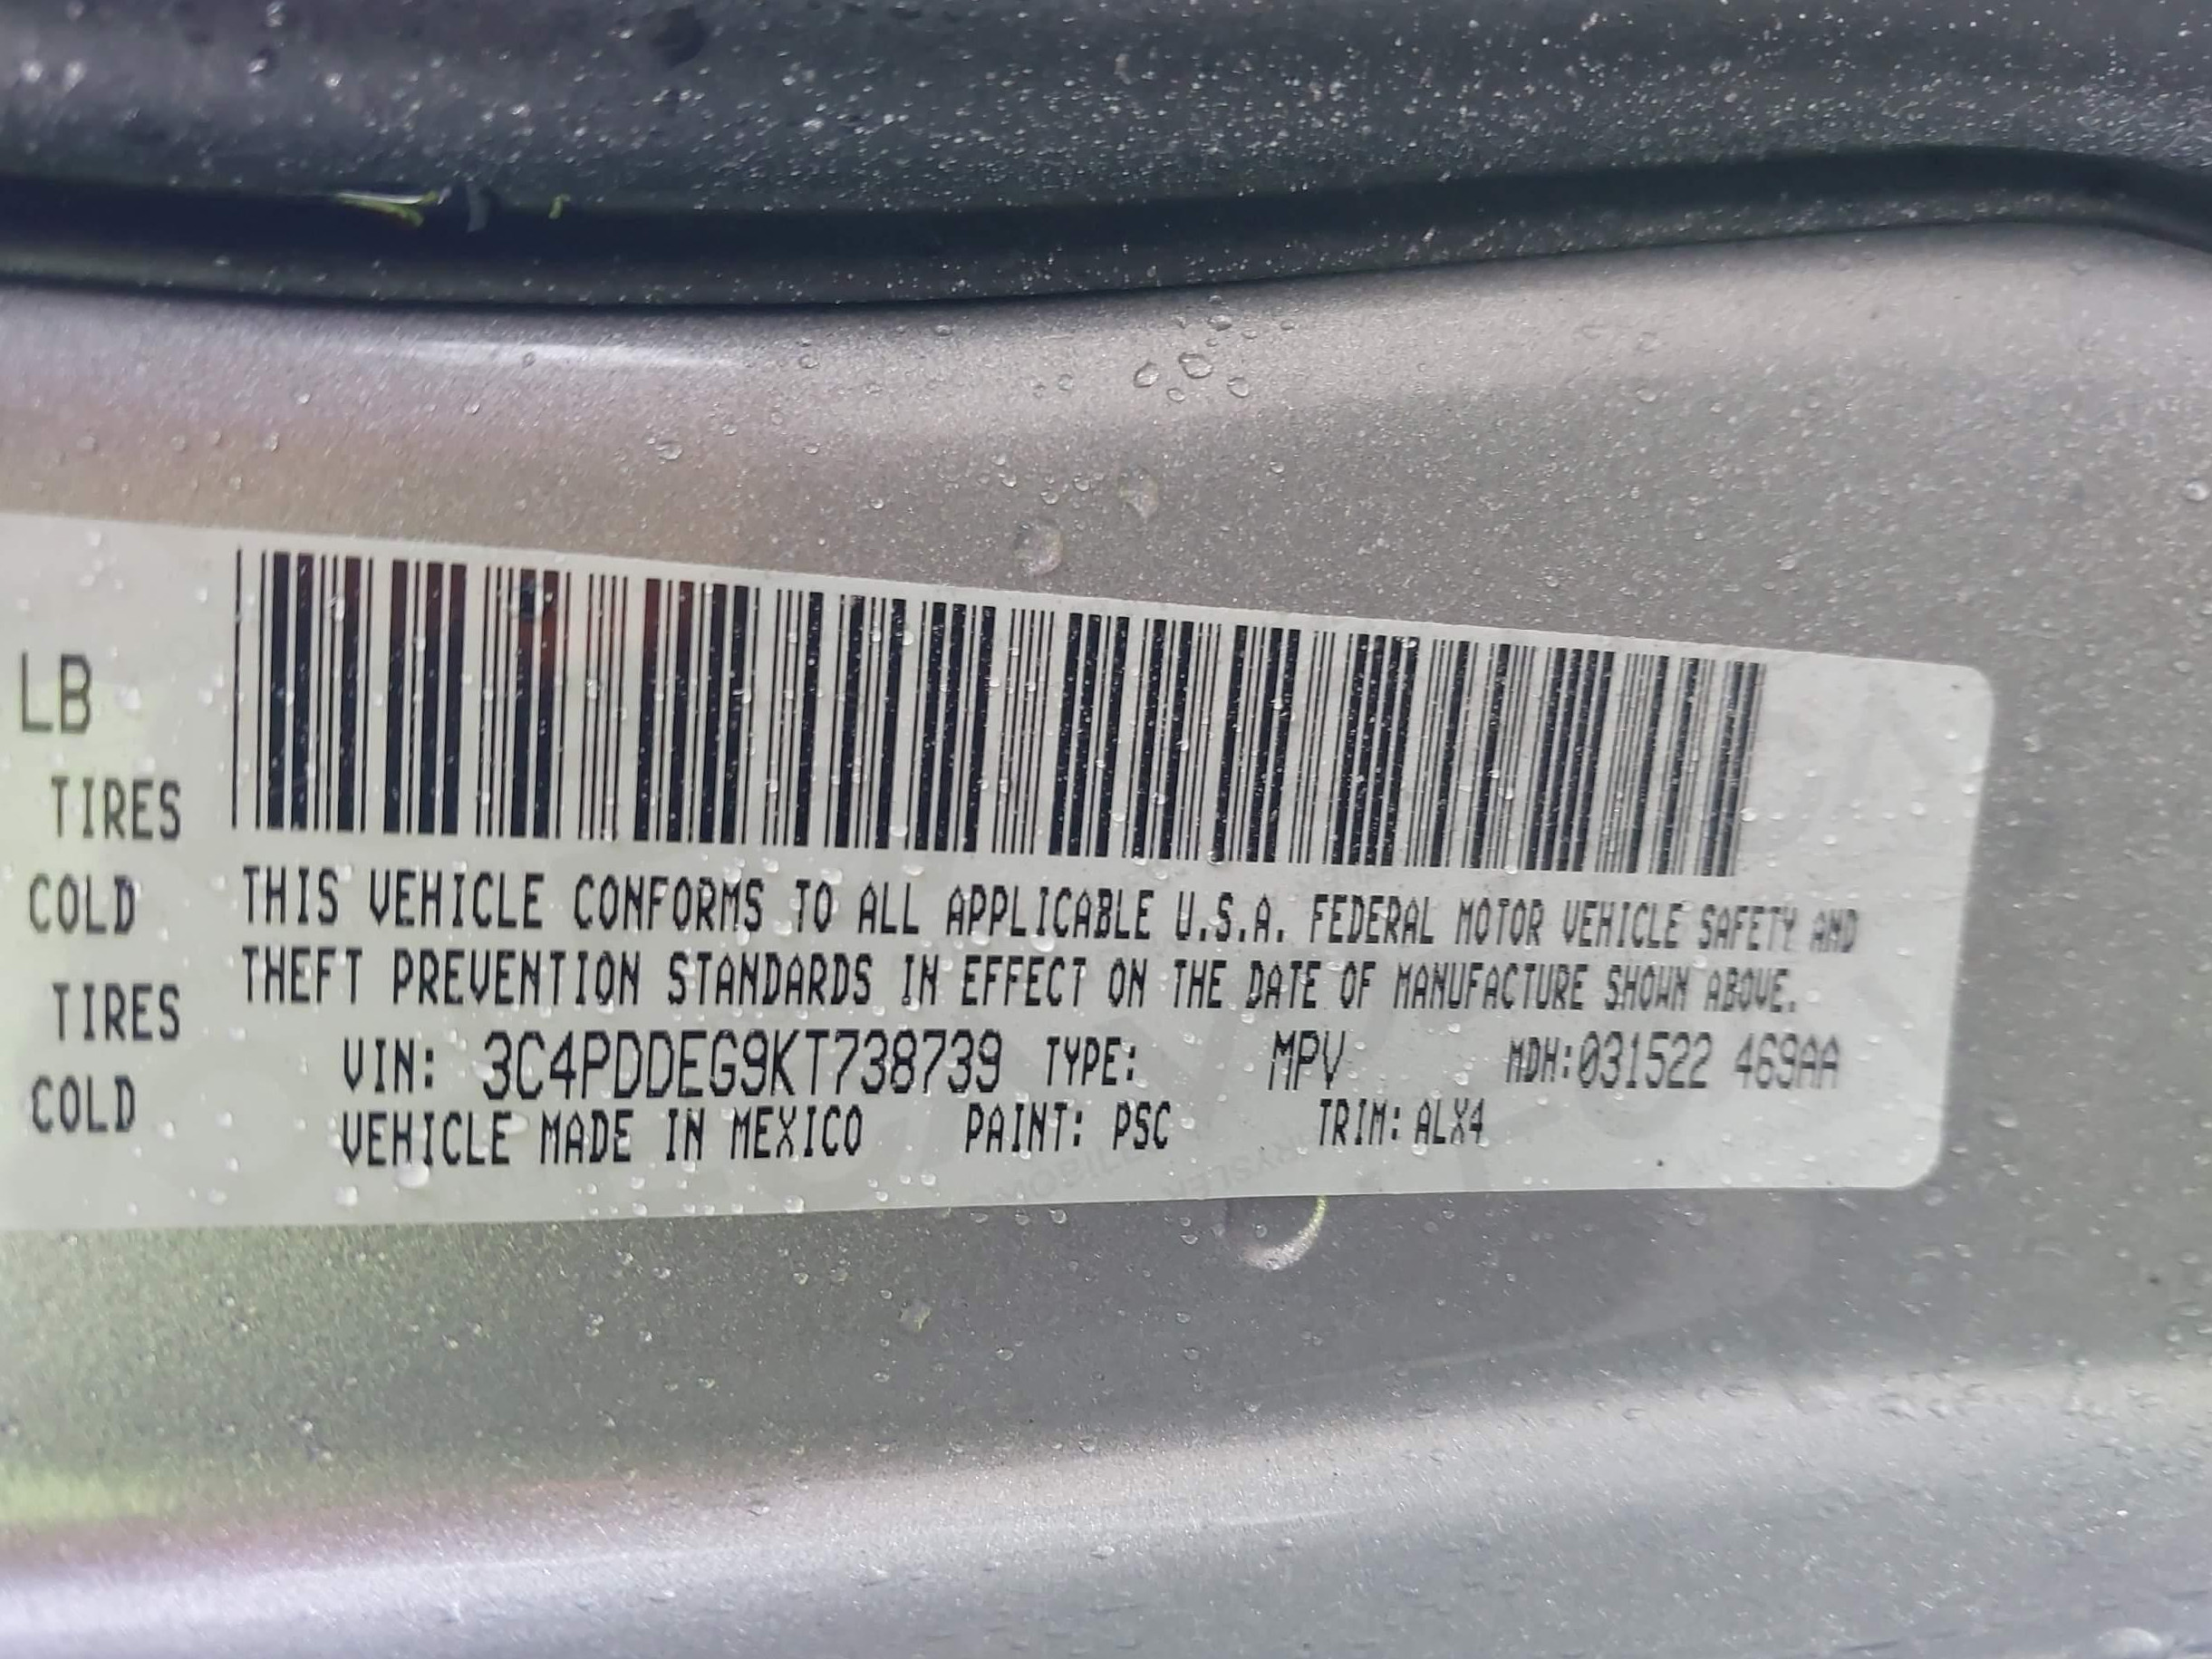 LB
TIRES
COLD
TIRES
COLD
THIS VEHICLE CONFORMS TO ALL APPLICABLE U.S.A. FEDERAL MOTOR VEHICLE SAFETY AND
THEFT PREVENTION STANDARDS IN EFFECT ON THE DATE OF MANUFACTURE SHOWN ABOVE.
VIN: 3C4PDDEG9KT738739 TYPE: MPV MDH:031522 469AA
VEHICLE MADE IN MEXICO PAINT: PSC TRIM: ALX4